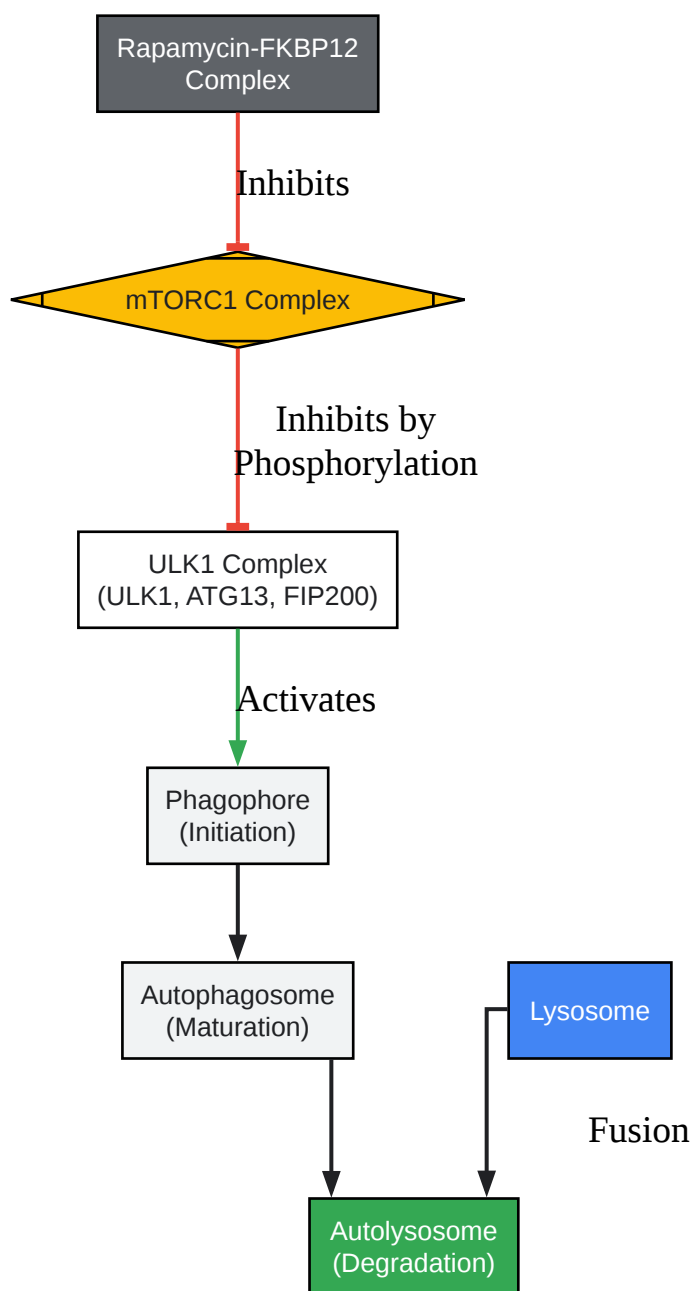 Rapamycin-FKBP12
Complex
Inhibits
mTORC1 Complex
Inhibits by
Phosphorylation
ULK1 Complex
(ULK1, ATG13, FIP200)
Activates
Phagophore
(Initiation)
Autophagosome
(Maturation)
Lysosome
Fusion
Autolysosome
(Degradation)